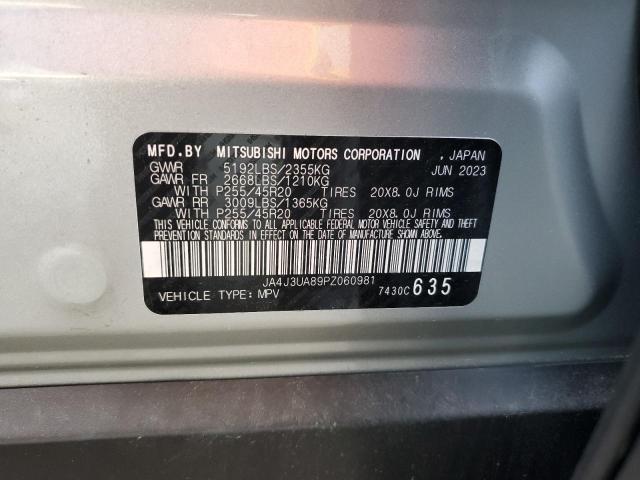 MFD.BY MITSUBISHI MOTORS CORPORATION , JAPAN
GVWR 5192LBS/2355KG JUN 2023
GAWR FR 2668LBS/1210KG
WITH P255/45R20 TIRES 20X8.0J RIMS
GAWR RR 3009LBS/1365KG
WITH P255/45R20 TIRES 20X8.0J RIMS
THIS VEHICLE CONFORMS TO ALL APPLICABLE FEDERAL MOTOR VEHICLE SAFETY AND THEFT
PREVENTION STANDARDS IN EFFECT ON THE DATE OF MANUFACTURE SHOWN ABOVE.
JA4J3UA89PZ060981
VEHICLE TYPE: MPV 7430C 635